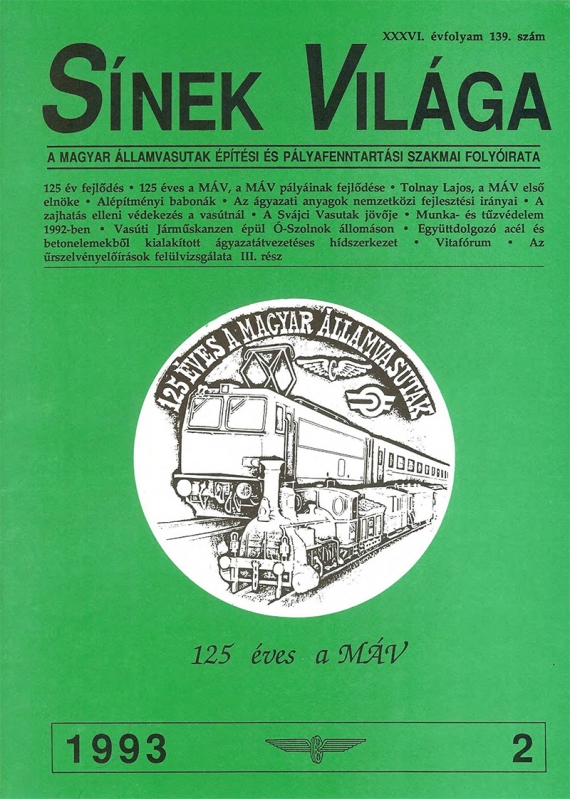 XXXVI. évfolyam 139. szám
SÍNEK VILÁGA
A MAGYAR ÁLLAMVASUTAK ÉPÍTÉSI ÉS PÁLYAFENNTARTÁSI SZAKMAI FOLYÓIRATA
125 év fejlődés • 125 éves a MÁV, a MÁV pályáinak fejlődése • Tolnay Lajos, a MÁV első
elnöke • Alépítményi babonák • Az ágyazati anyagok nemzetközi fejlesztési irányai • A
zajhatás elleni védekezés a vasútnál • A Svájci Vasutak jövője • Munka- és tűzvédelem
1992-ben • Vasúti Járműskanzen épül Ó-Szolnok állomáson • Együttdolgozó acél és
betonelemekből kialakított ágyazatátvezetéses hídszerkezet • Vitafórum • Az
űrszelvényelőírások felülvizsgálata III. rész
125 ÉVES A MAGYAR ÁLLAMVASUTAK
125 éves a MÁV
1993 2